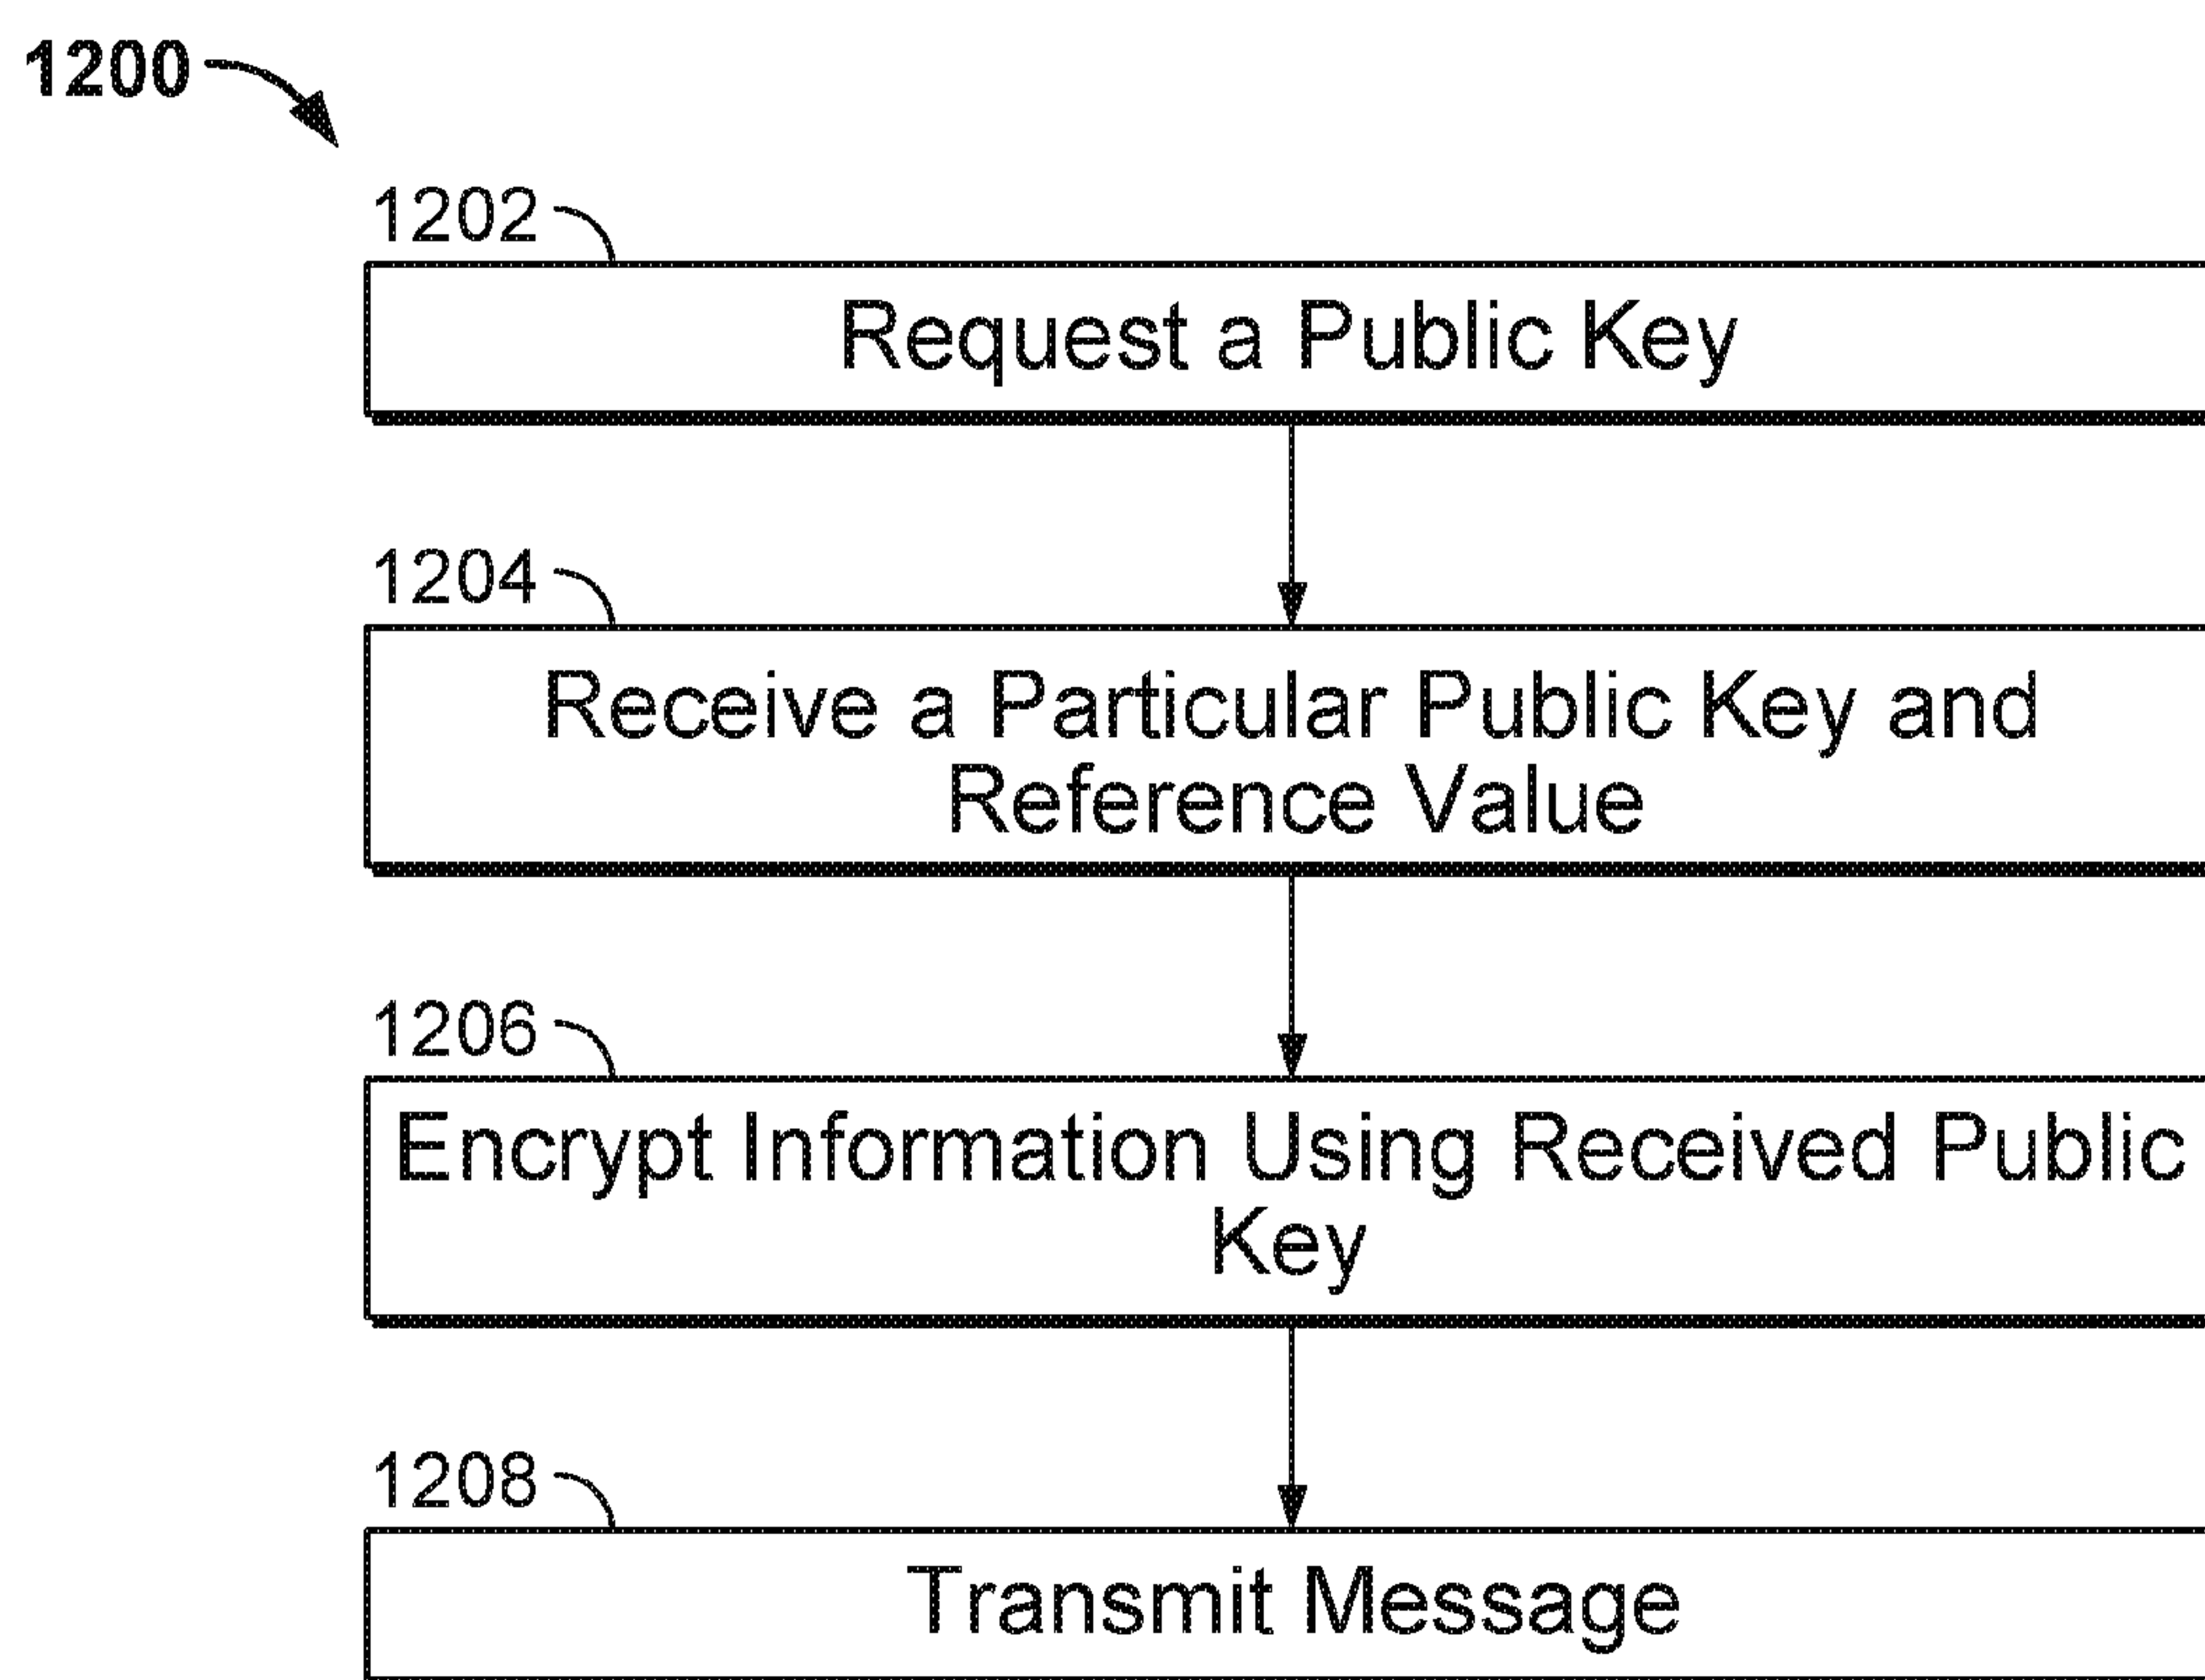 1200
1202
Request a Public Key
1204
Receive a Particular Public Key and
Reference Value
1206
Encrypt Information Using Received Public
Key
1208
Transmit Message